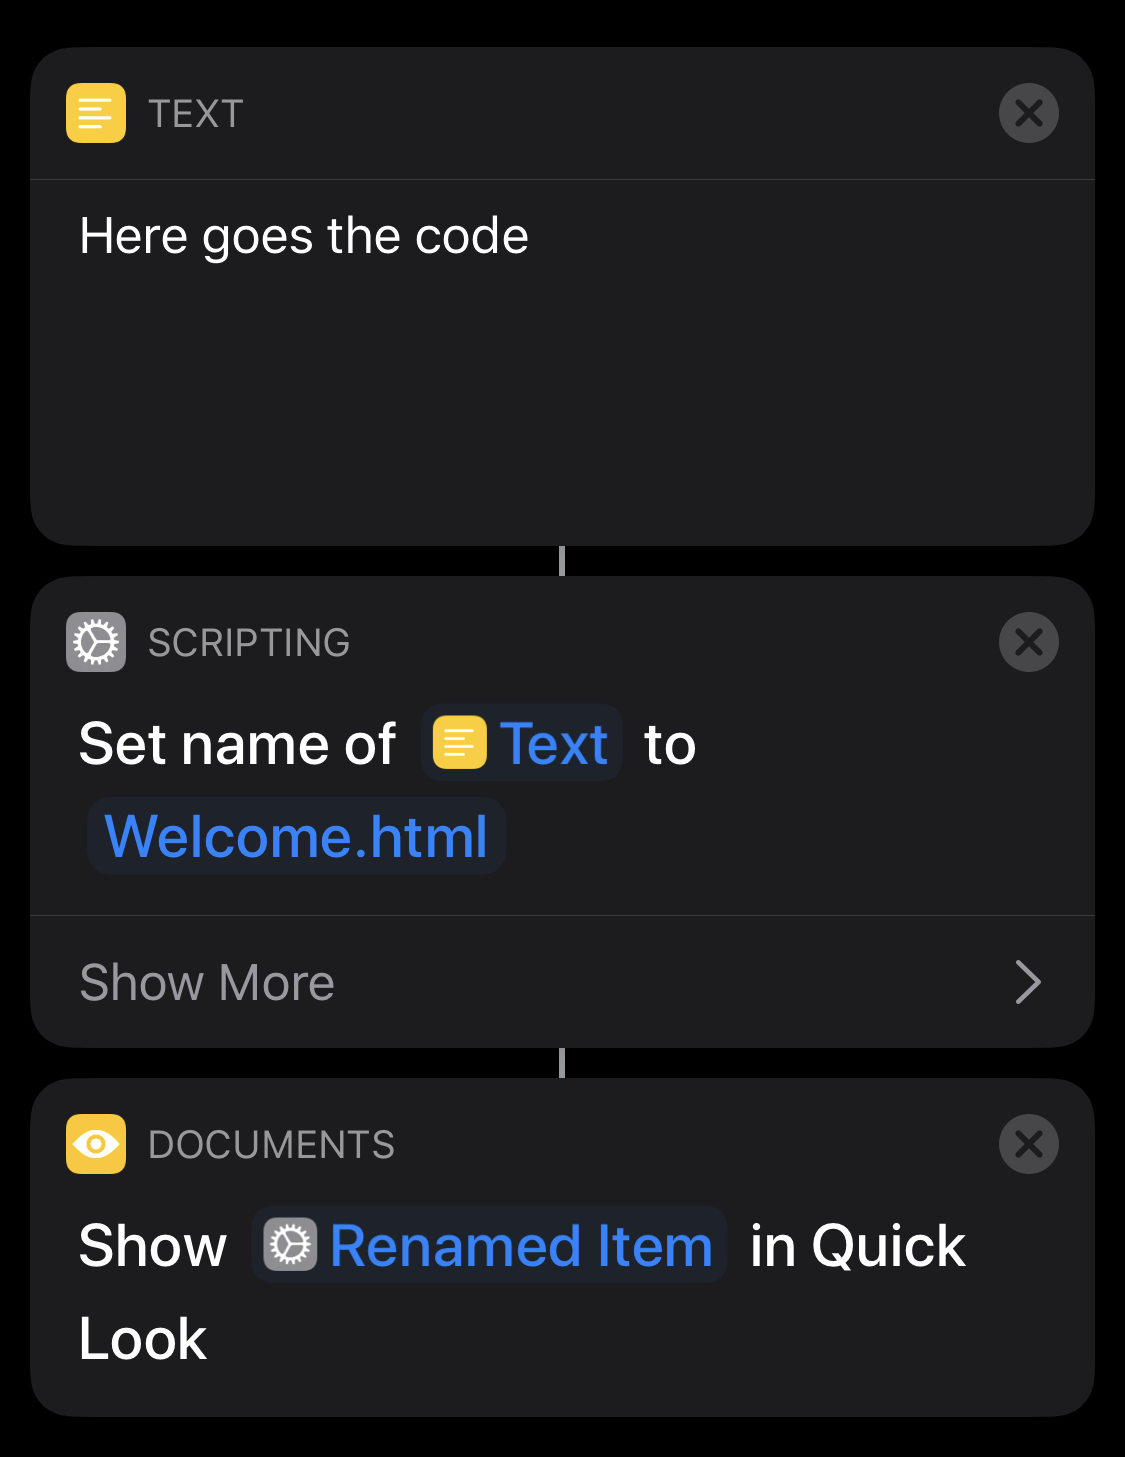 TEXT
Here goes the code
SCRIPTING
Set name of Text to
Welcome.html
Show More
DOCUMENTS
Show Renamed Item in Quick
Look